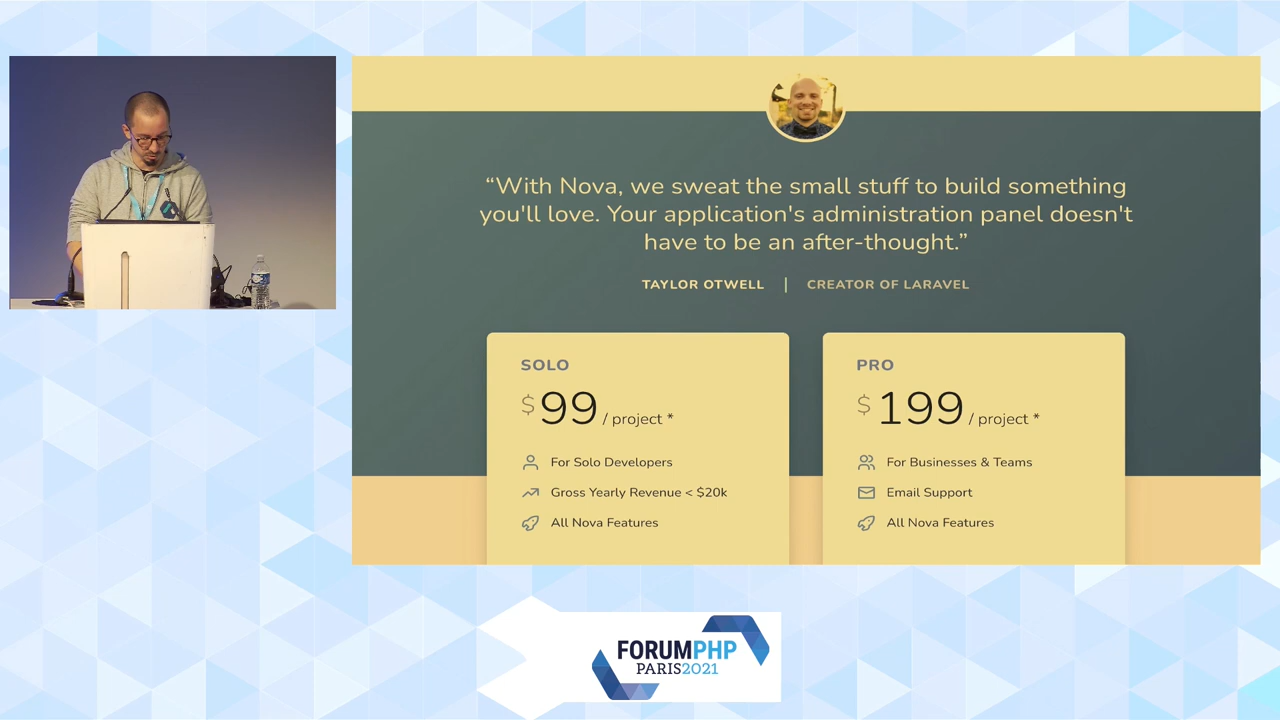 “With Nova, we sweat the small stuff to build something
you'll love. Your application's administration panel doesn't
have to be an after-thought.”
TAYLOR OTWELL | CREATOR OF LARAVEL
SOLO
$ 99 / project *
For Solo Developers
Gross Yearly Revenue < $20k
All Nova Features
PRO
$ 199 / project *
For Businesses & Teams
Email Support
All Nova Features
FORUMPHP
PARIS2021